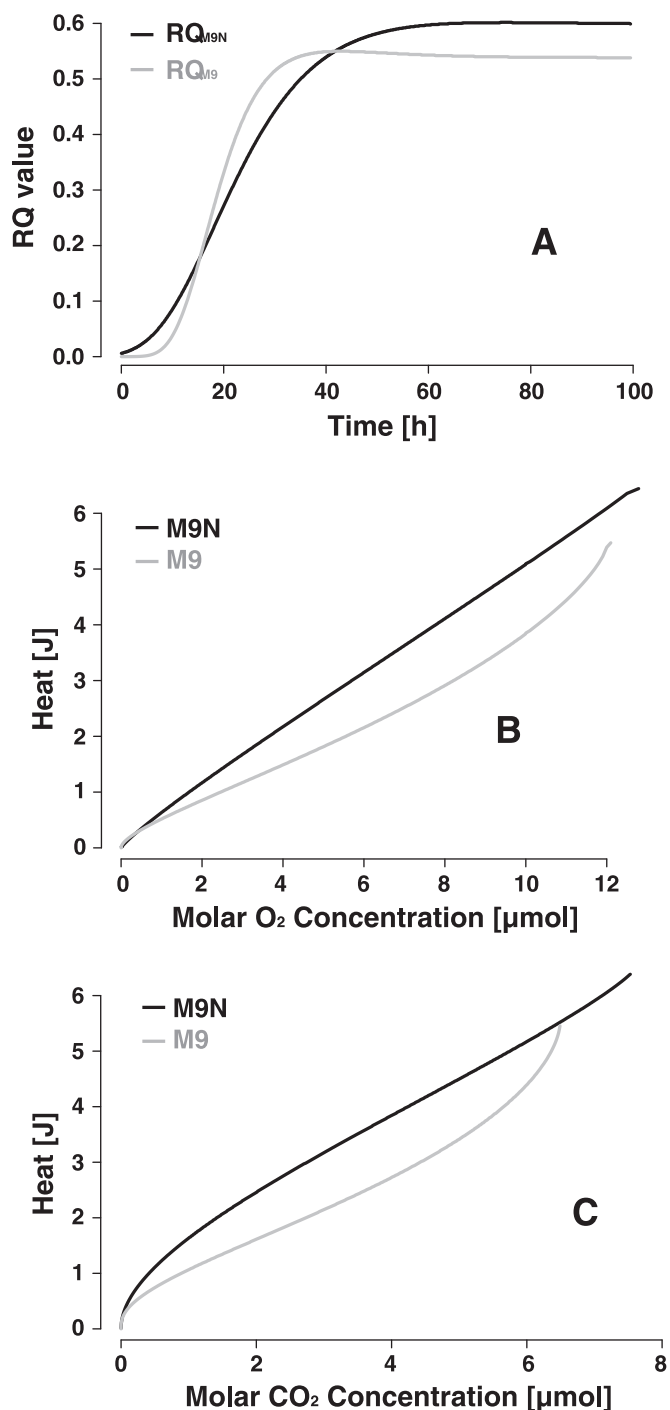 RQM9N
RQM9
RQ value
0.6
0.5
0.4
0.3
0.2
0.1
0.0
A
0 20 40 60 80 100
Time [h]
M9N
M9
Heat [J]
6
5
4
3
2
1
0
B
0 2 4 6 8 10 12
Molar O₂ Concentration [µmol]
M9N
M9
Heat [J]
6
5
4
3
2
1
0
C
0 2 4 6 8
Molar CO₂ Concentration [µmol]